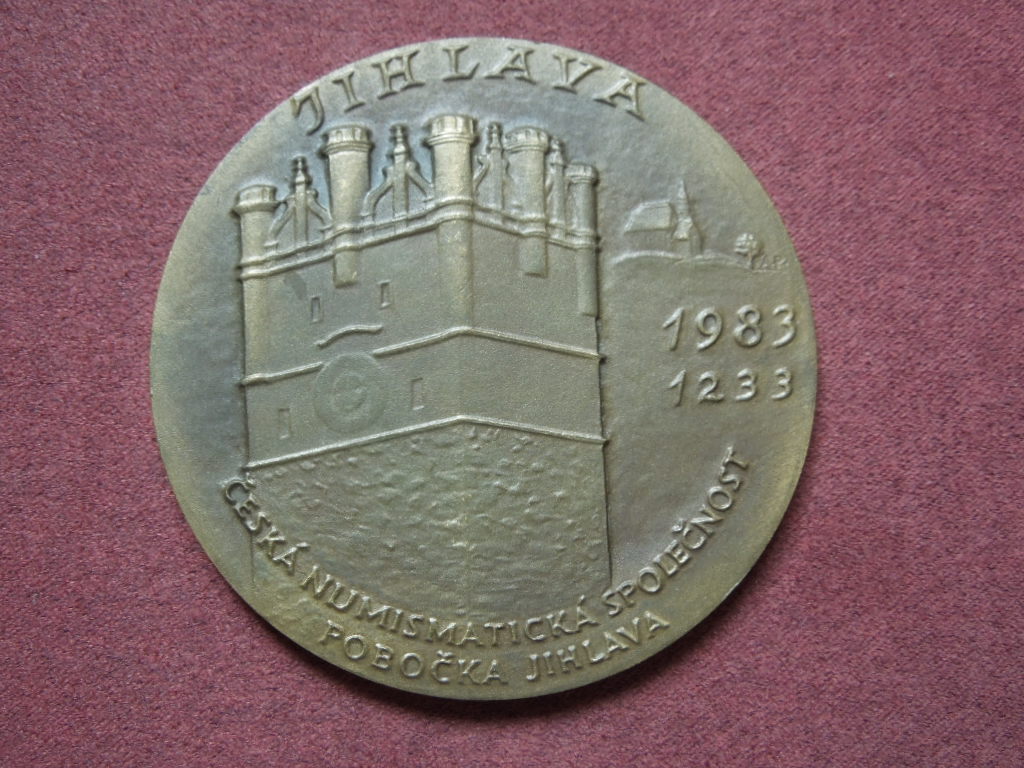 JIHLAVA
1983
1233
ČESKÁ NUMISMATICKÁ SPOLEČNOST
POBOČKA JIHLAVA